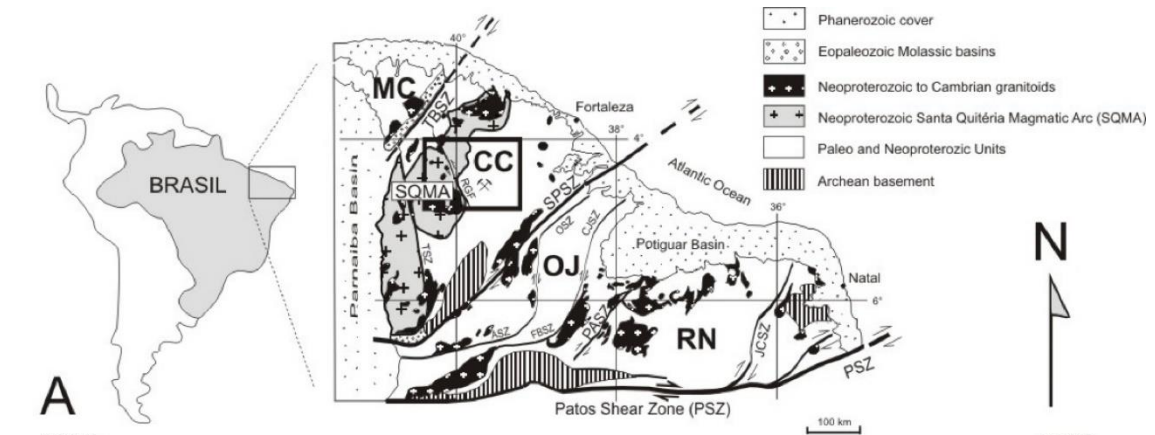 Phanerozoic cover
Eopaleozoic Molassic basins
Neoproterozoic to Cambrian granitoids
Neoproterozoic Santa Quitéria Magmatic Arc (SQMA)
Paleo and Neoproterozic Units
Archean basement
BRASIL
A
40°
MC
TBSZ
Fortaleza
38°
4°
CC
SQMA
RGF
SPSZ
Atlantic Ocean
Parnaiba Basin
36°
OSZ
CJSZ
TSZ
OJ
Potiguar Basin
Natal
6°
ASZ
FBSZ
PASZ
RN
JCSZ
PSZ
Patos Shear Zone (PSZ)
100 km
N